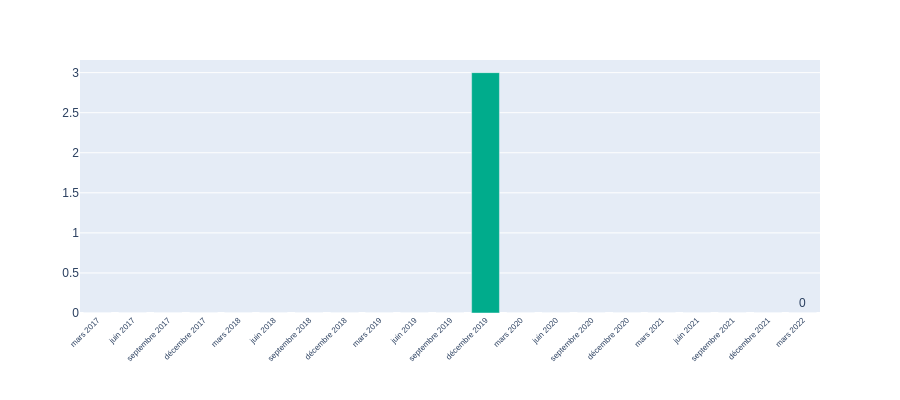 3
2.5
2
1.5
1
0.5
0
0
mars 2017
juin 2017
septembre 2017
décembre 2017
mars 2018
juin 2018
septembre 2018
décembre 2018
mars 2019
juin 2019
septembre 2019
décembre 2019
mars 2020
juin 2020
septembre 2020
décembre 2020
mars 2021
juin 2021
septembre 2021
décembre 2021
mars 2022